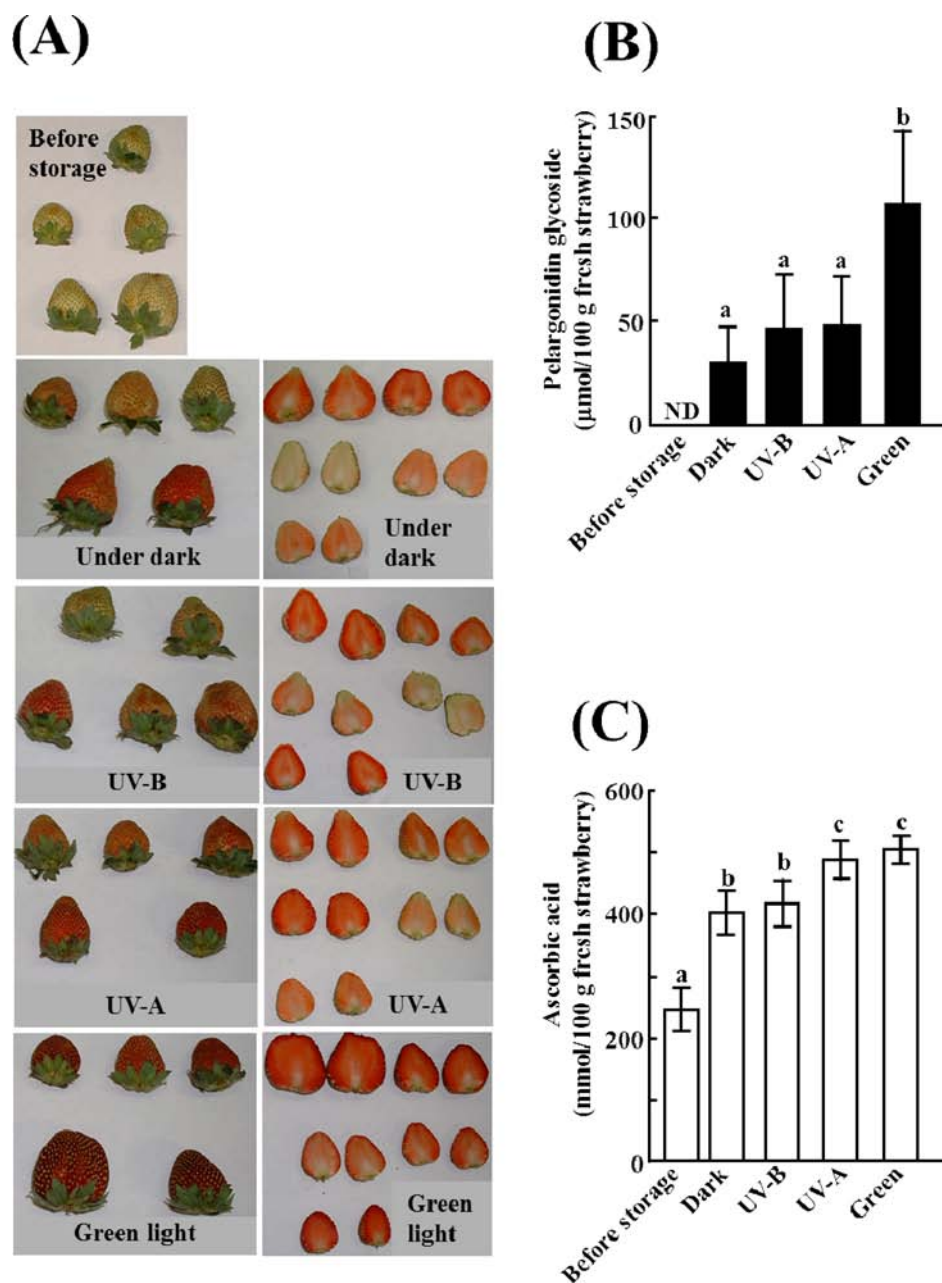 (A)
Before
storage
Under dark
Under
dark
UV-B
UV-B
UV-A
UV-A
Green light
Green
light
(B)
Pelargonidin glycoside
(μmol/100 g fresh strawberry)
150
100
50
0
ND
a
a
a
b
Before storage
Dark
UV-B
UV-A
Green
(C)
Ascorbic acid
(mmol/100 g fresh strawberry)
600
400
200
0
a
b
b
c
c
Before storage
Dark
UV-B
UV-A
Green